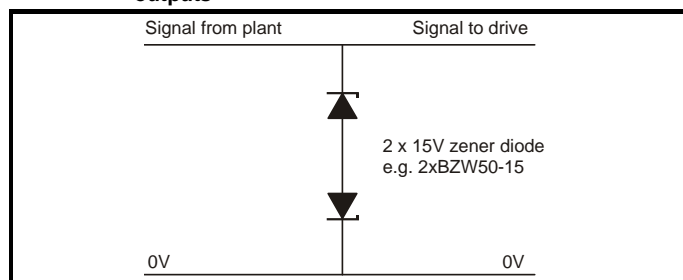 outputs
Signal from plant Signal to drive
2 x 15V zener diode
e.g. 2xBZW50-15
0V 0V